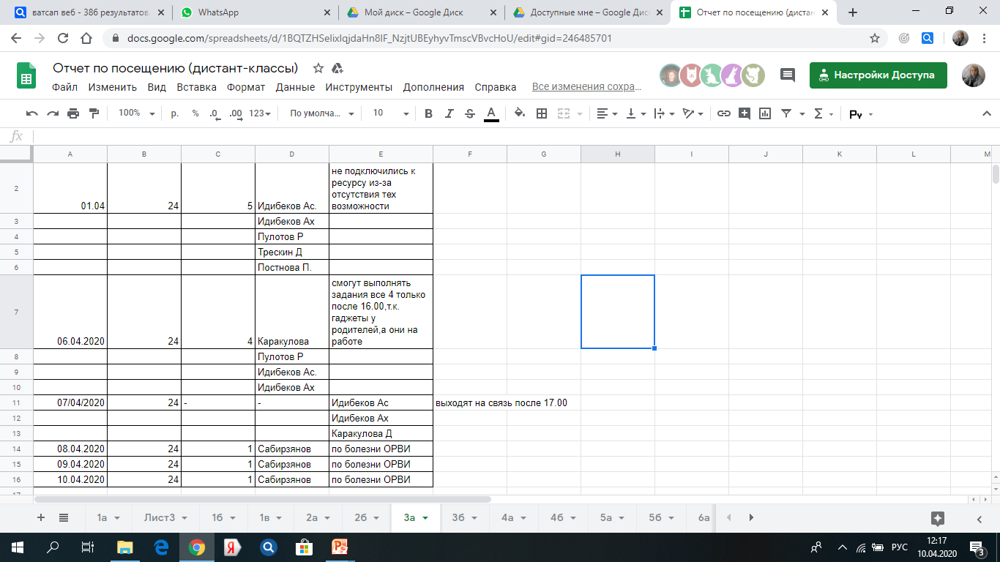 ватсап веб - 386 результатов
WhatsApp
Мой диск – Google Диск
Доступные мне – Google Дис
Отчет по посещению (дистан
docs.google.com/spreadsheets/d/1BQTZHSelixlqjdaHn8IF_NzjtUBEyhyvTmscVBvcHoU/edit#gid=246485701
Отчет по посещению (дистант-классы)
Файл Изменить Вид Вставка Формат Данные Инструменты Дополнения Справка Все изменения сохра...
Настройки Доступа
100% р. % .0 .00 123 По умолча... 10 B I S A Σ Ру
fx
A B C D E F G H I J K L M
2 01.04 24 5 Идибеков Ас. не подключились к
ресурсу из-за
отсутствия тех
возможности
3 Идибеков Ах
4 Пулотов Р
5 Трескин Д
6 Постнова П.
7 06.04.2020 24 4 Каракулова смогут выполнять
задания все 4 только
после 16.00,т.к.
гаджеты у
родителей,а они на
работе
8 Пулотов Р
9 Идибеков Ас.
10 Идибеков Ах
11 07/04/2020 24 - - Идибеков Ас выходят на связь после 17.00
12 Идибеков Ах
13 Каракулова Д
14 08.04.2020 24 1 Сабирзянов по болезни ОРВИ
15 09.04.2020 24 1 Сабирзянов по болезни ОРВИ
16 10.04.2020 24 1 Сабирзянов по болезни ОРВИ
17
1а Лист3 1б 1в 2а 2б 3а 3б 4а 4б 5а 5б 6а
РУС
12:17
10.04.2020
3